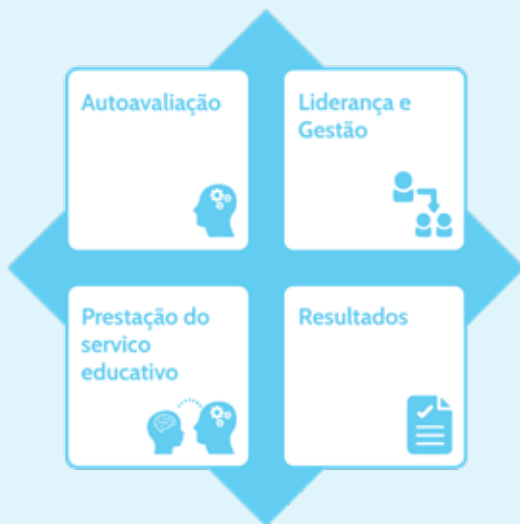 Autoavaliação
Liderança e
Gestão
Prestação do
servico
educativo
Resultados